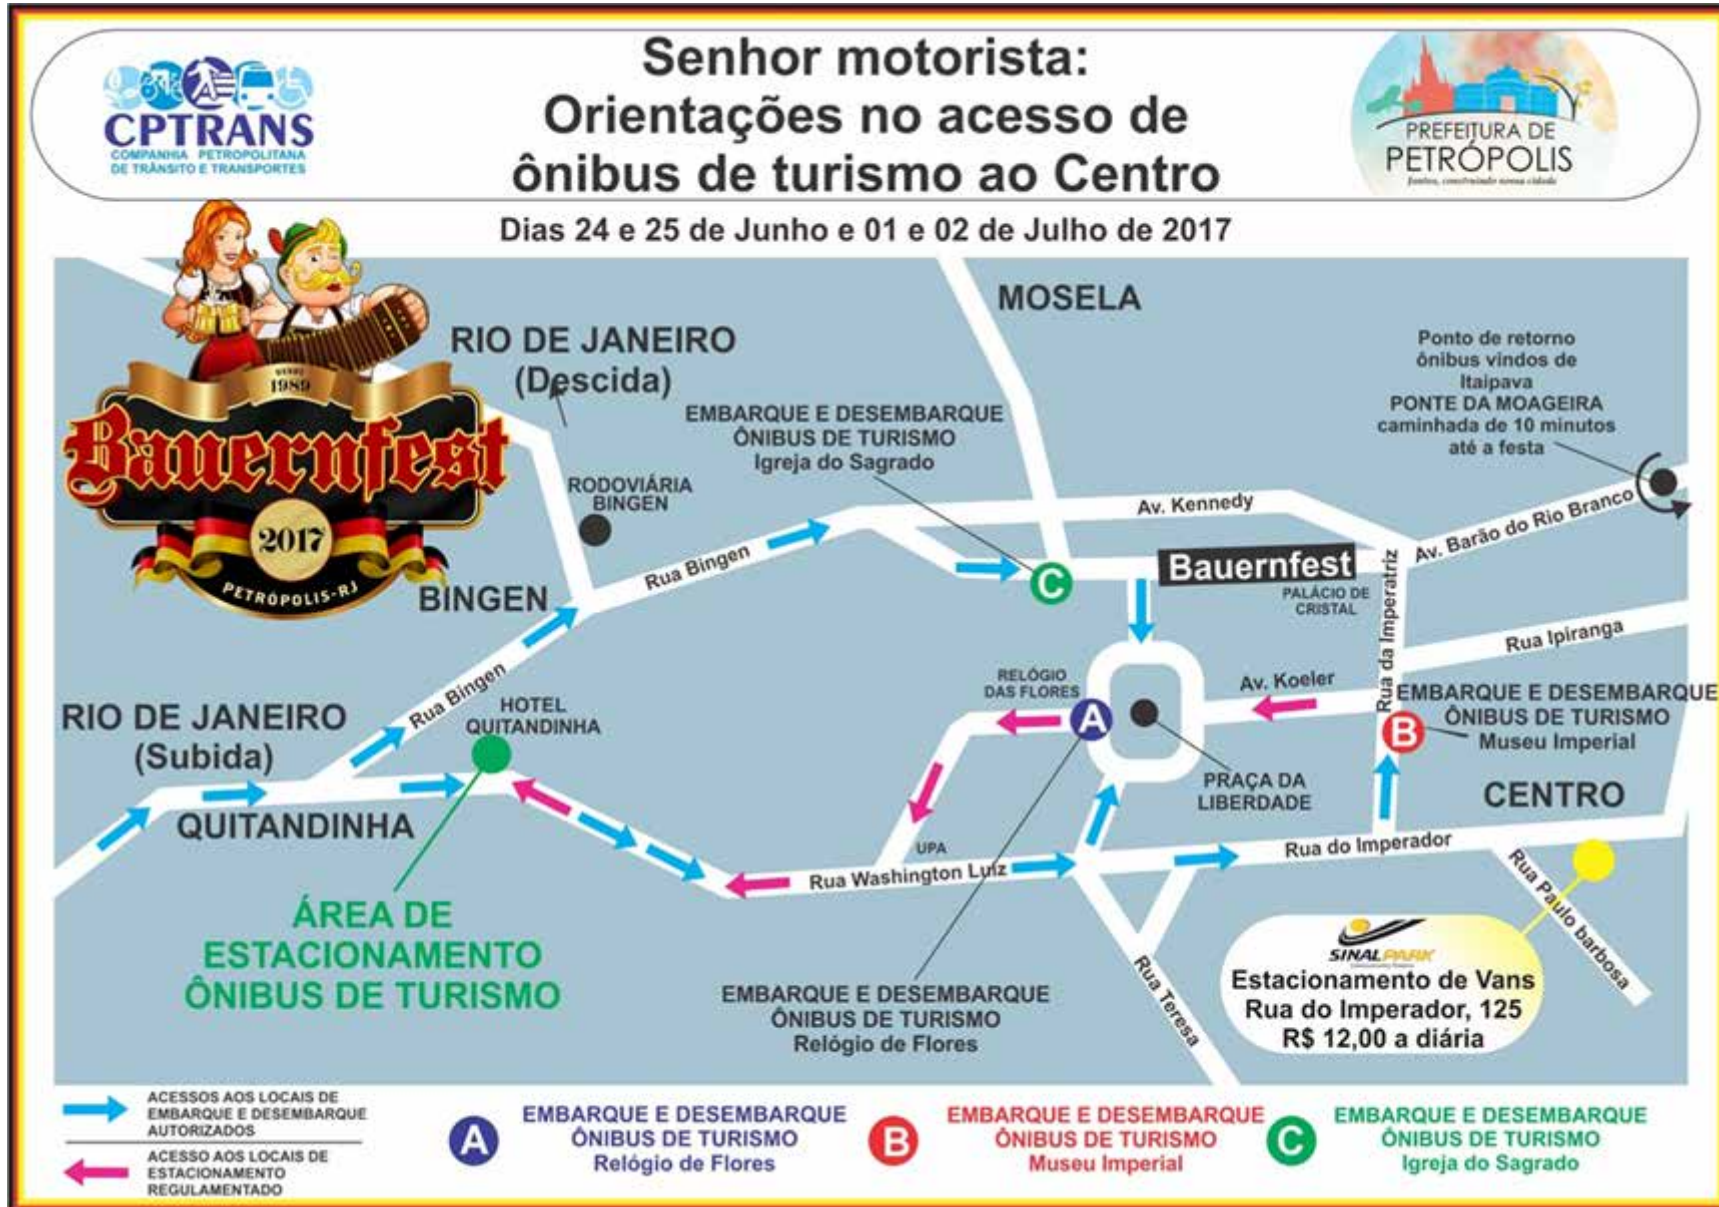 CPTRANS
COMPANHIA PETROPOLITANA
DE TRÂNSITO E TRANSPORTES
Senhor motorista:
Orientações no acesso de
ônibus de turismo ao Centro
PREFEITURA DE
PETRÓPOLIS
Juntos, construindo nossa cidade
Dias 24 e 25 de Junho e 01 e 02 de Julho de 2017
DESDE
1989
Bauernfest
2017
PETRÓPOLIS-RJ
RIO DE JANEIRO
(Descida)
MOSELA
Ponto de retorno
ônibus vindos de
Itaipava
PONTE DA MOAGEIRA
caminhada de 10 minutos
até a festa
EMBARQUE E DESEMBARQUE
ÔNIBUS DE TURISMO
Igreja do Sagrado
RODOVIÁRIA
BINGEN
Av. Kennedy
Av. Barão do Rio Branco
Rua Bingen
BINGEN
C
Bauernfest
PALÁCIO DE
CRISTAL
Rua da Imperatriz
Rua Ipiranga
Rua Bingen
RELÓGIO
DAS FLORES
Av. Koeler
RIO DE JANEIRO
(Subida)
HOTEL
QUITANDINHA
A
B
EMBARQUE E DESEMBARQUE
ÔNIBUS DE TURISMO
Museu Imperial
PRAÇA DA
LIBERDADE
CENTRO
QUITANDINHA
UPA
Rua Washington Luiz
Rua do Imperador
Rua Paulo barbosa
ÁREA DE
ESTACIONAMENTO
ÔNIBUS DE TURISMO
EMBARQUE E DESEMBARQUE
ÔNIBUS DE TURISMO
Relógio de Flores
Rua Teresa
SINALPARK
Estacionamento de Vans
Rua do Imperador, 125
R$ 12,00 a diária
ACESSOS AOS LOCAIS DE
EMBARQUE E DESEMBARQUE
AUTORIZADOS
ACESSO AOS LOCAIS DE
ESTACIONAMENTO
REGULAMENTADO
A
EMBARQUE E DESEMBARQUE
ÔNIBUS DE TURISMO
Relógio de Flores
B
EMBARQUE E DESEMBARQUE
ÔNIBUS DE TURISMO
Museu Imperial
C
EMBARQUE E DESEMBARQUE
ÔNIBUS DE TURISMO
Igreja do Sagrado